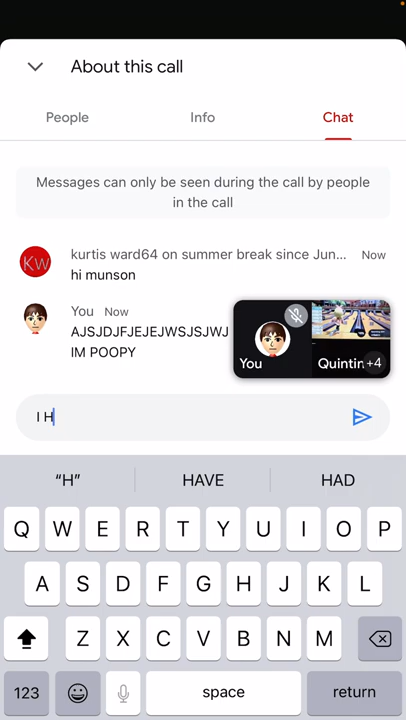 About this call
People Info Chat
Messages can only be seen during the call by people
in the call
KW kurtis ward64 on summer break since Jun... Now
hi munson
You Now
AJSJDJFJEJEJWSJSJWJ
IM POOPY
You Quintin +4
I H
“H” HAVE HAD
Q W E R T Y U I O P
A S D F G H J K L
Z X C V B N M
123 space return